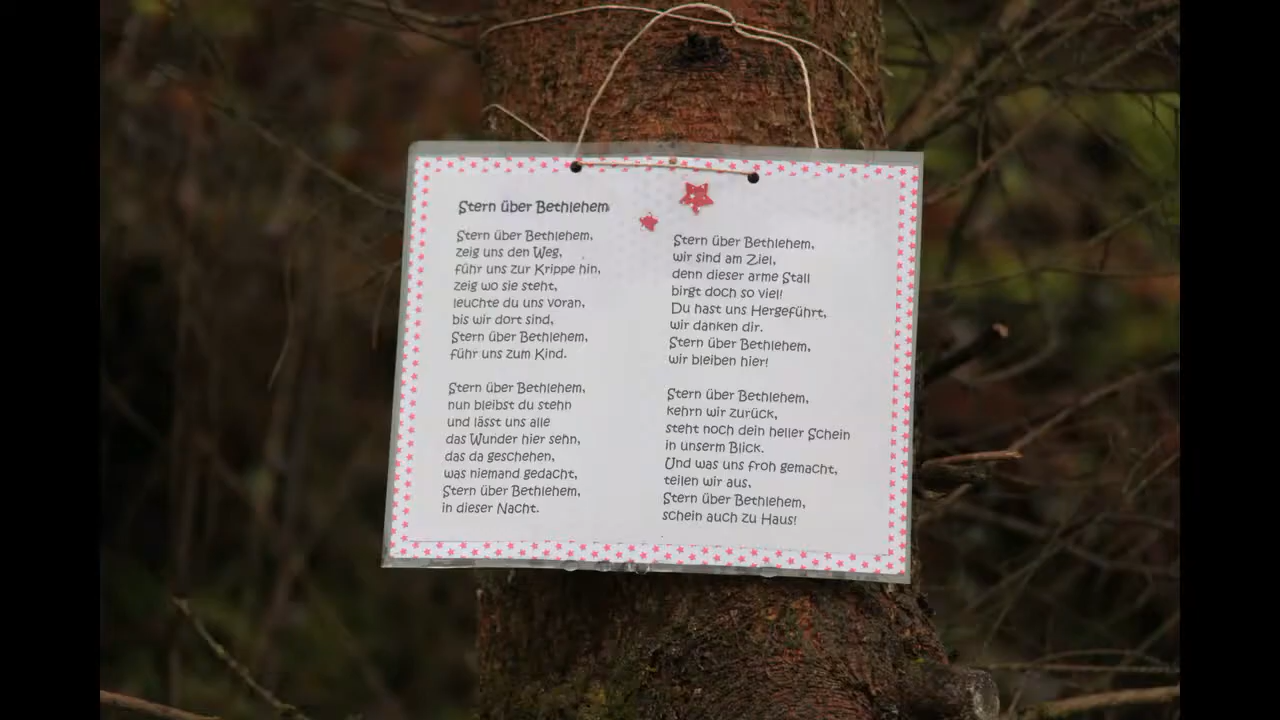 Stern über Bethlehem
Stern über Bethlehem,
zeig uns den Weg,
führ uns zur Krippe hin,
zeig wo sie steht,
leuchte du uns voran,
bis wir dort sind,
Stern über Bethlehem,
führ uns zum Kind.
Stern über Bethlehem,
nun bleibst du stehn
und lässt uns alle
das Wunder hier sehn,
das da geschehen,
was niemand gedacht,
Stern über Bethlehem,
in dieser Nacht.
Stern über Bethlehem,
wir sind am Ziel,
denn dieser arme Stall
birgt doch so viel!
Du hast uns Hergeführt,
wir danken dir.
Stern über Bethlehem,
wir bleiben hier!
Stern über Bethlehem,
kehrn wir zurück,
steht noch dein heller Schein
in unserm Blick.
Und was uns froh gemacht,
teilen wir aus,
Stern über Bethlehem,
schein auch zu Haus!